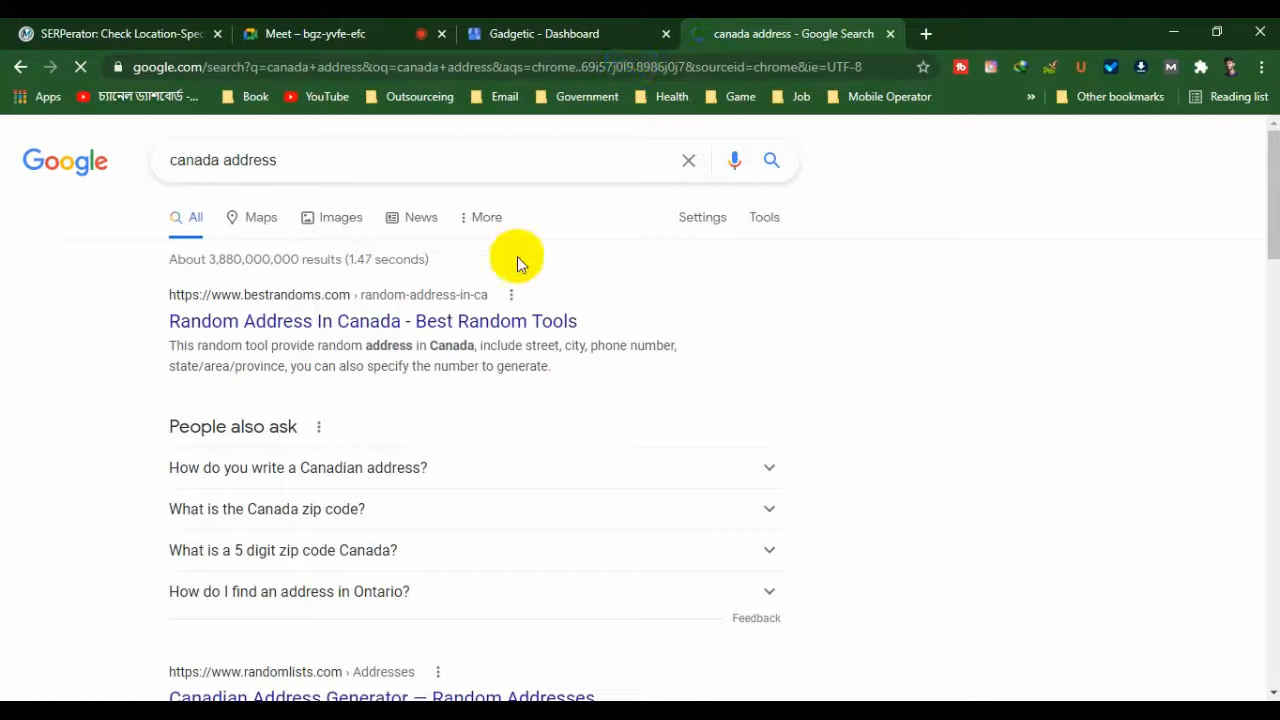 SERPerator: Check Location-Spec
Meet – bgz-yvfe-efc
Gadgetic - Dashboard
canada address - Google Search
google.com/search?q=canada+address&oq=canada+address&aqs=chrome..69i57j0l9.8986j0j7&sourceid=chrome&ie=UTF-8
Apps
চ্যানেল ড্যাশবোর্ড -...
Book
YouTube
Outsourceing
Email
Government
Health
Game
Job
Mobile Operator
»
Other bookmarks
Reading list
Google
canada address
All
Maps
Images
News
More
Settings
Tools
About 3,880,000,000 results (1.47 seconds)
https://www.bestrandoms.com › random-address-in-ca
Random Address In Canada - Best Random Tools
This random tool provide random address in Canada, include street, city, phone number,
state/area/province, you can also specify the number to generate.
People also ask
How do you write a Canadian address?
What is the Canada zip code?
What is a 5 digit zip code Canada?
How do I find an address in Ontario?
Feedback
https://www.randomlists.com › Addresses
Canadian Address Generator — Random Addresses